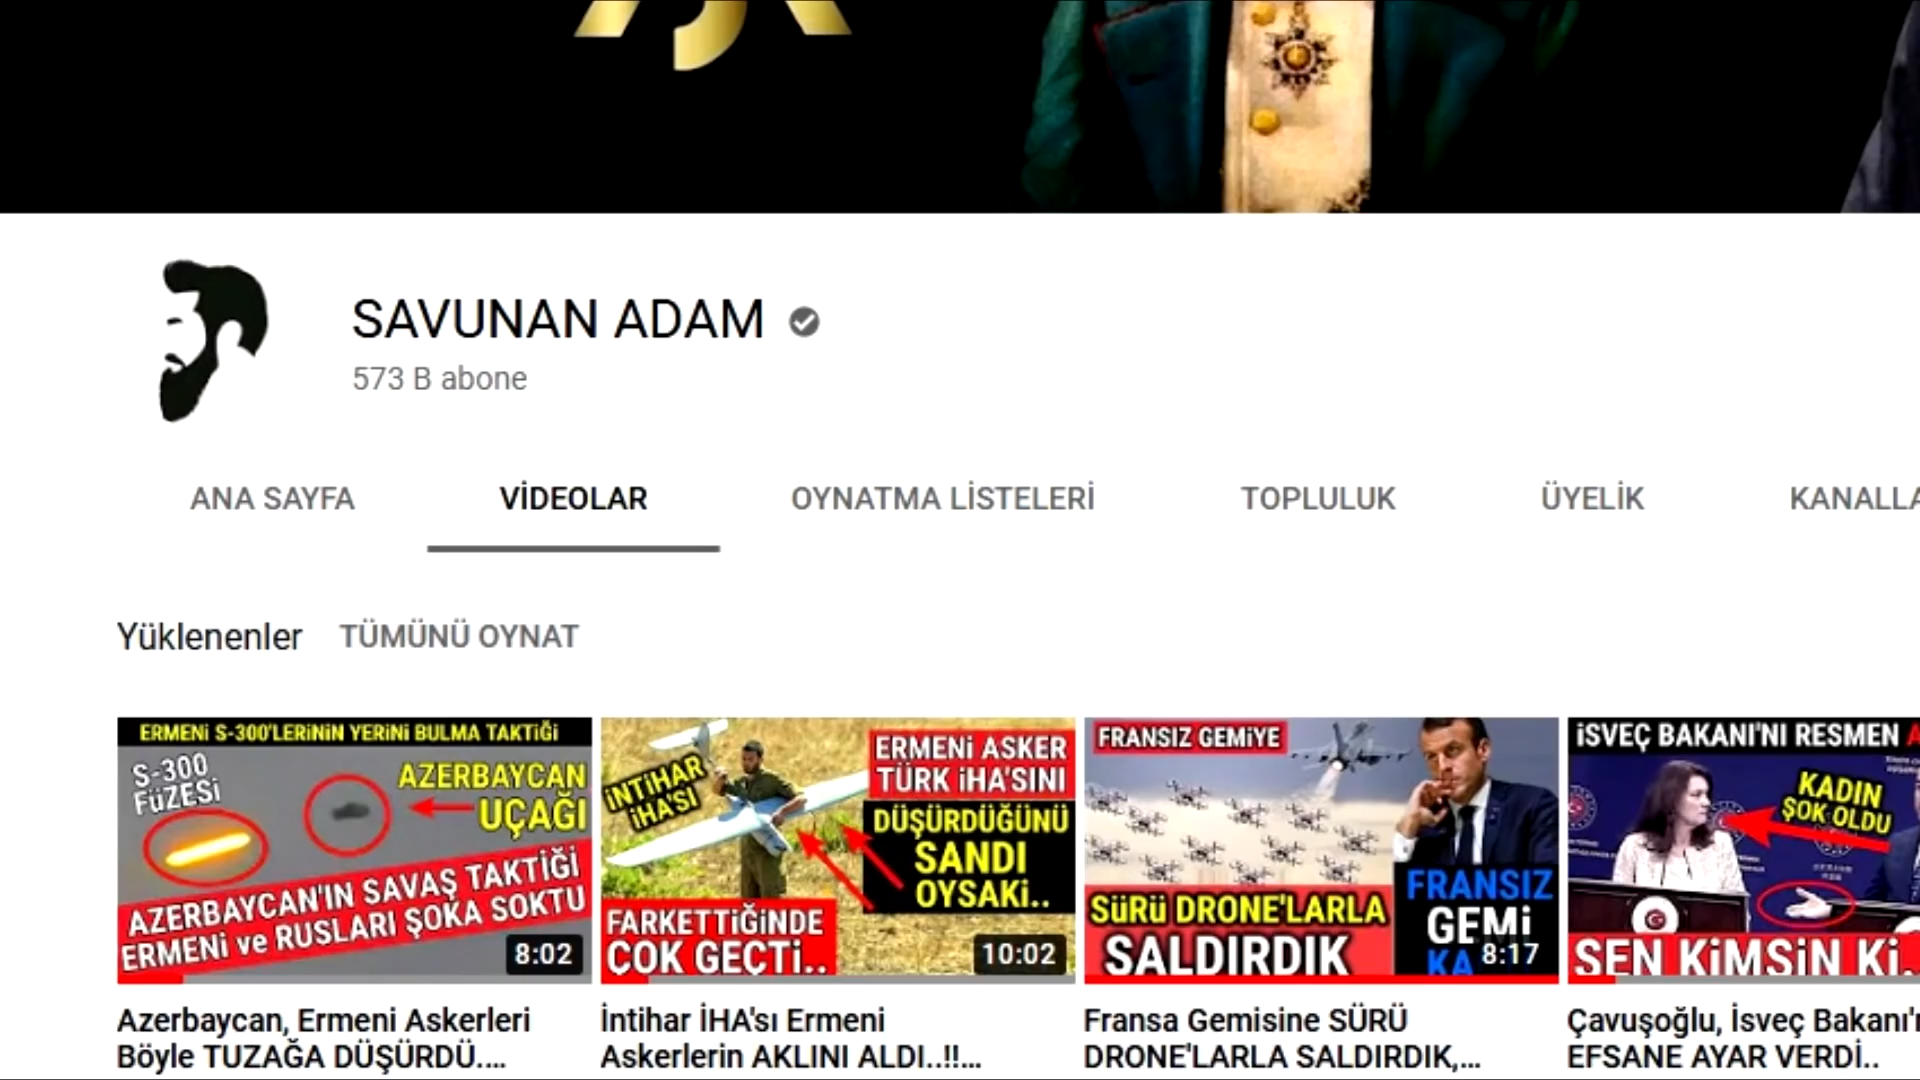 SAVUNAN ADAM
573 B abone
ANA SAYFA
VİDEOLAR
OYNATMA LİSTELERİ
TOPLULUK
ÜYELİK
KANALLA
Yüklenenler
TÜMÜNÜ OYNAT
ERMENİ S-300'LERİNİN YERİNİ BULMA TAKTİĞİ
S-300
FÜZESİ
AZERBAYCAN
UÇAĞI
AZERBAYCAN'IN SAVAŞ TAKTİĞİ
ERMENİ ve RUSLARI ŞOKA SOKTU
8:02
Azerbaycan, Ermeni Askerleri
Böyle TUZAĞA DÜŞÜRDÜ....
İNTİHAR
İHA'SI
ERMENİ ASKER
TÜRK İHA'SINI
DÜŞÜRDÜĞÜNÜ
SANDI
OYSAKİ..
FARKETTİĞİNDE
ÇOK GEÇTİ..
10:02
İntihar İHA'sı Ermeni
Askerlerin AKLINI ALDI..!!...
FRANSIZ GEMİYE
SÜRÜ DRONE'LARLA
SALDIRDIK
FRANSIZ
GEMİ
KA
8:17
Fransa Gemisine SÜRÜ
DRONE'LARLA SALDIRDIK,...
İSVEÇ BAKANI'NI RESMEN A
KADIN
ŞOK OLDU
SEN KİMSİN Kİ..
Çavuşoğlu, İsveç Bakanı'n
EFSANE AYAR VERDİ..